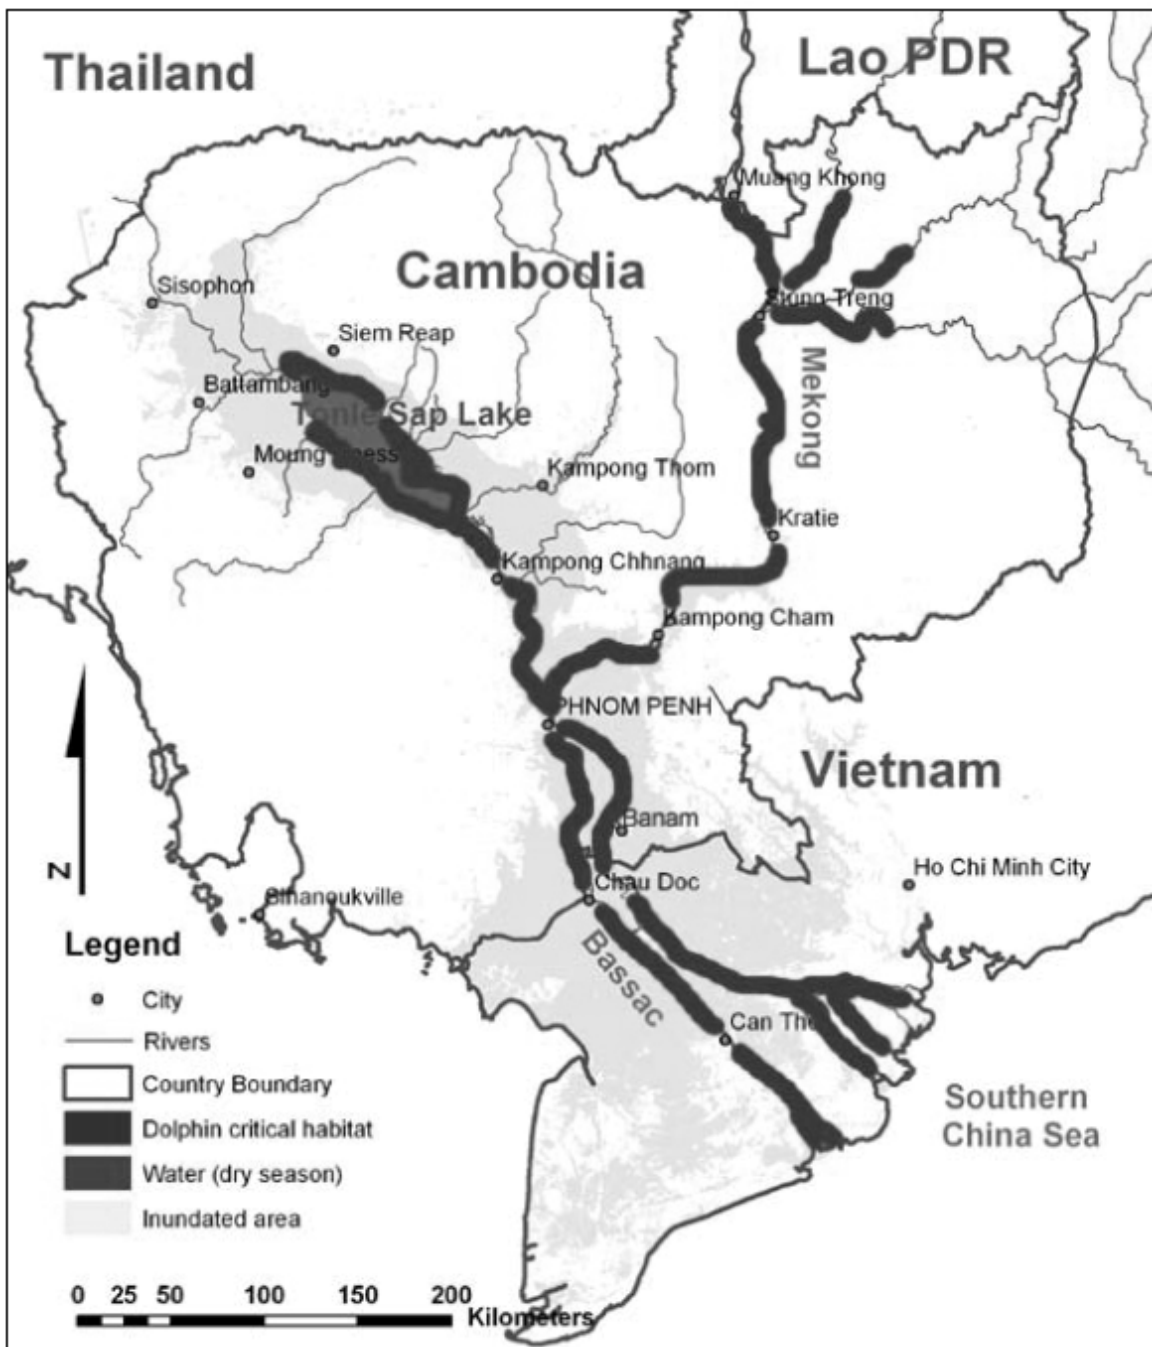 Thailand
Lao PDR
Muang Khong
Cambodia
Sisophon
Stung Treng
Siem Reap
Mekong
Battambang
Tonle Sap Lake
Moung
Kampong Thom
Kratie
Kampong Chhnang
Kampong Cham
PHNOM PENH
Vietnam
Banam
N
Ho Chi Minh City
Chau Doc
Sihanoukville
Bassac
Legend
City
Can Tho
Rivers
Country Boundary
Southern
China Sea
Dolphin critical habitat
Water (dry season)
Inundated area
0 25 50 100 150 200
Kilometers